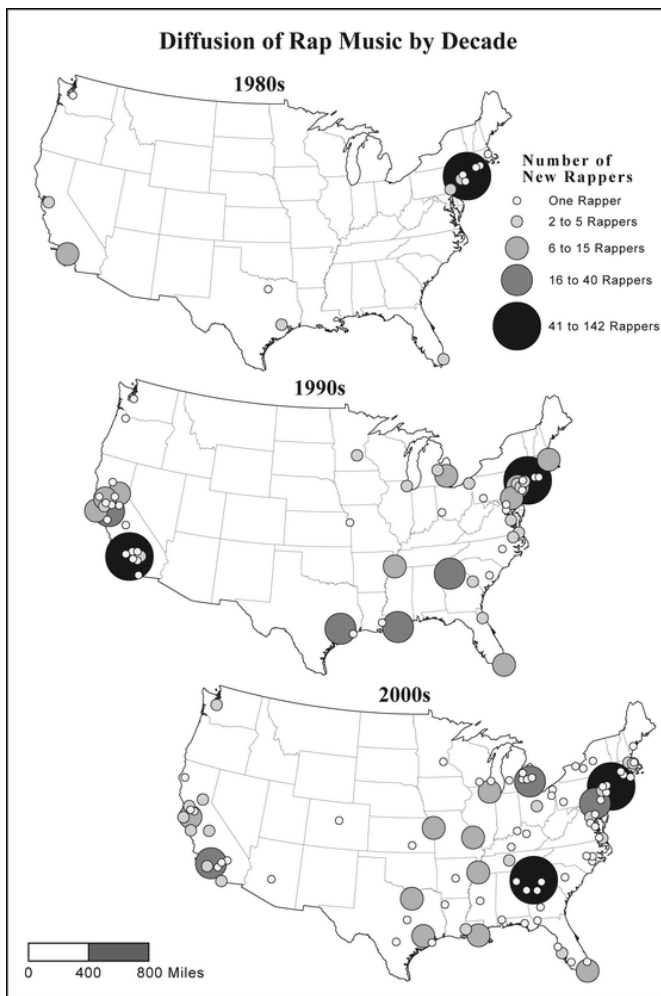 Diffusion of Rap Music by Decade
1980s
Number of
New Rappers
One Rapper
2 to 5 Rappers
6 to 15 Rappers
16 to 40 Rappers
41 to 142 Rappers
1990s
2000s
0 400 800 Miles